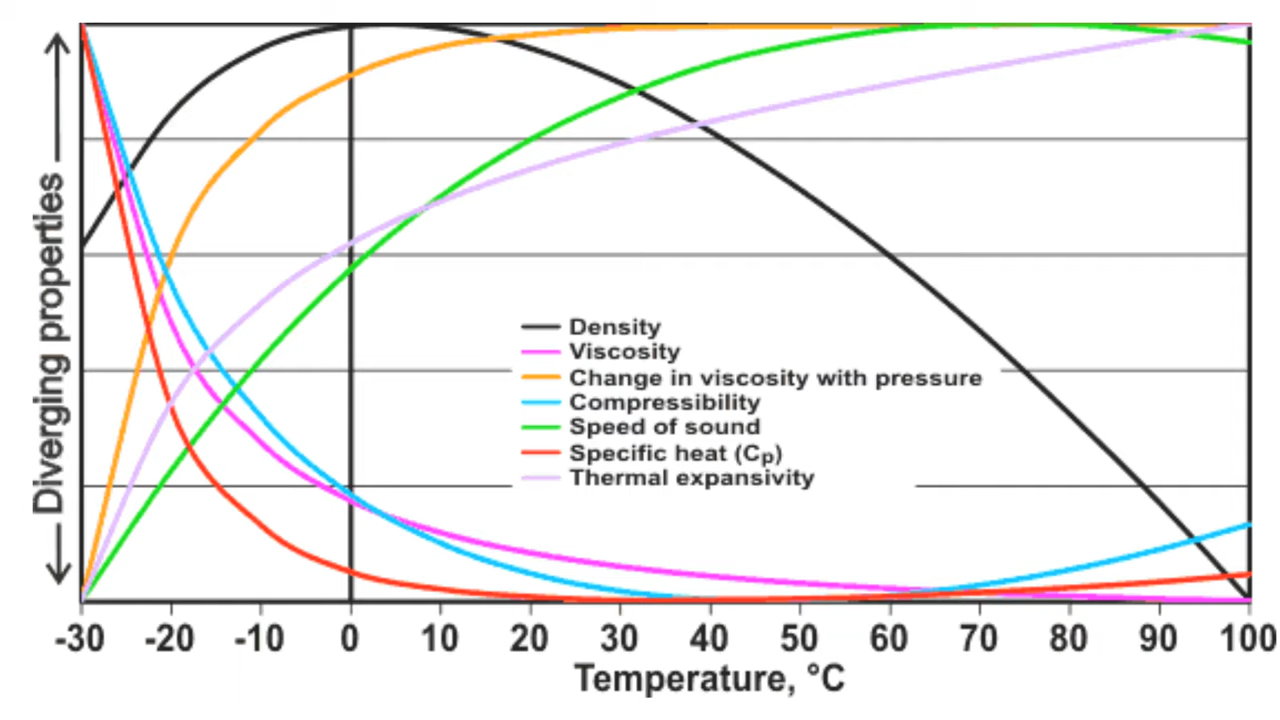 Diverging properties
Density
Viscosity
Change in viscosity with pressure
Compressibility
Speed of sound
Specific heat (Cp)
Thermal expansivity
-30 -20 -10 0 10 20 30 40 50 60 70 80 90 100
Temperature, °C